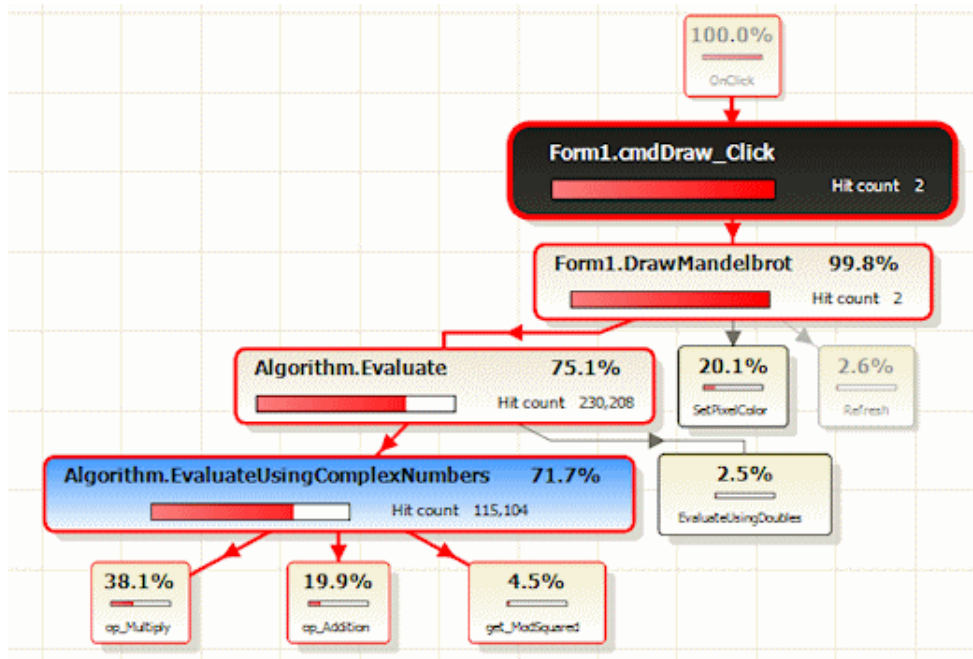 100.0%
OnClick
Form1.cmdDraw_Click
Hit count 2
Form1.DrawMandelbrot 99.8%
Hit count 2
Algorithm.Evaluate 75.1%
Hit count 230,208
20.1%
SetPixelColor
2.6%
Refresh
Algorithm.EvaluateUsingComplexNumbers 71.7%
Hit count 115,104
2.5%
EvaluateUsingDoubles
38.1%
op_Multiply
19.9%
op_Addition
4.5%
get_ModSquared